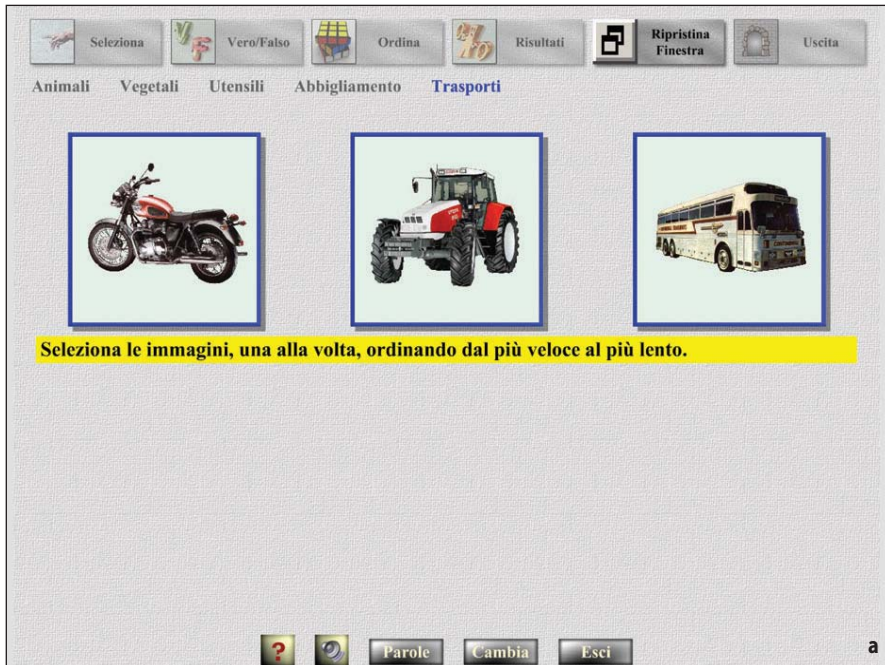 Seleziona
Vero/Falso
Ordina
Risultati
Ripristina
Finestra
Uscita
Animali Vegetali Utensili Abbigliamento Trasporti
Seleziona le immagini, una alla volta, ordinando dal più veloce al più lento.
? Parole Cambia Esci
a